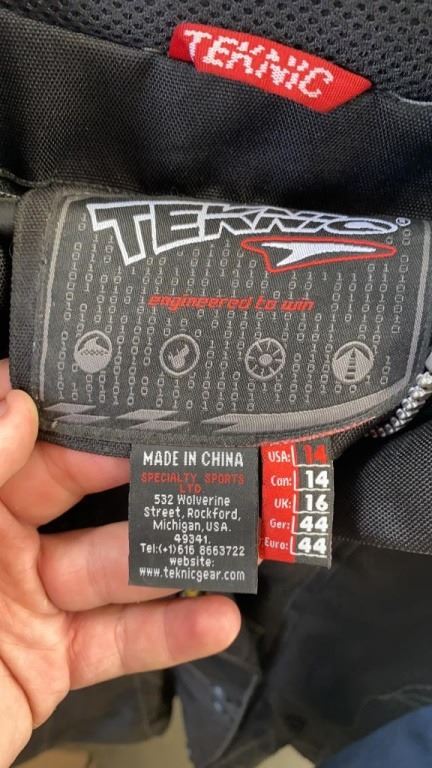 TEKNIC
TEKNIC®
engineered to win
MADE IN CHINA
SPECIALTY SPORTS
LTD.
532 Wolverine
Street, Rockford,
Michigan,USA.
49341.
Tel:(+1)616 8663722
website:
www.teknicgear.com
USA: 14
Can: 14
UK: 16
Ger: 44
Euro: 44